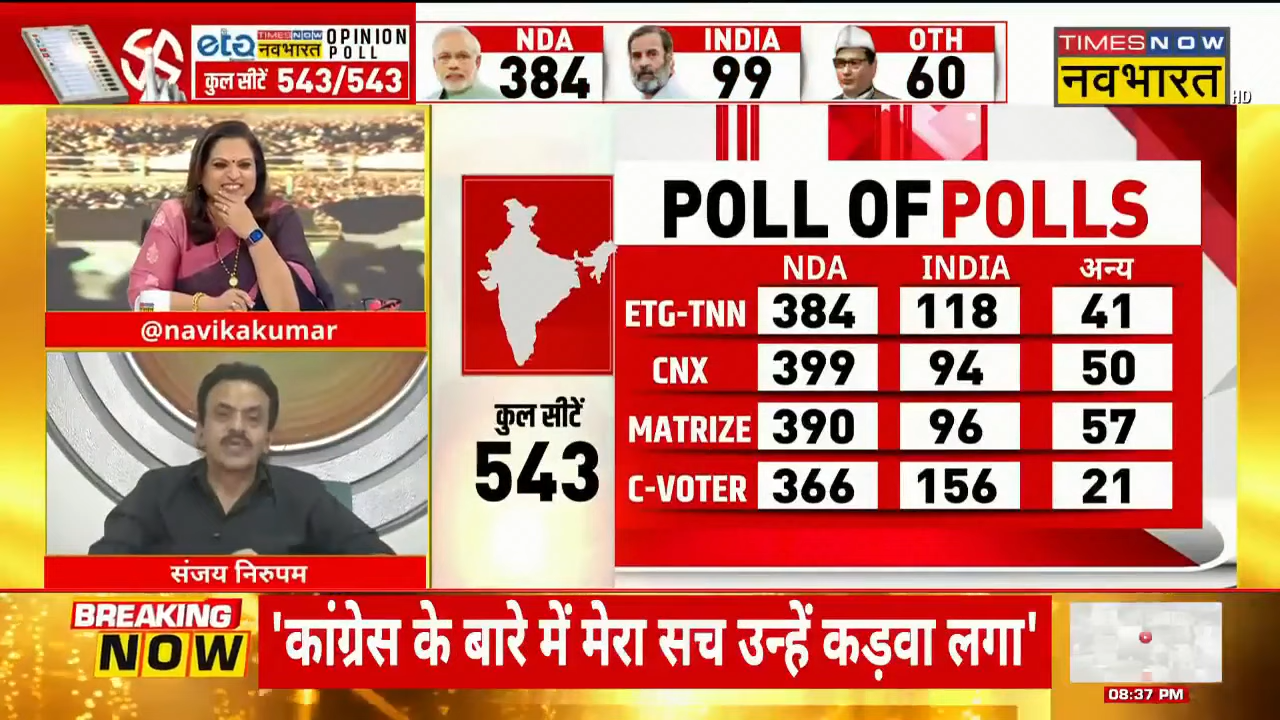 etg TIMES NOW नवभारत OPINION POLL
कुल सीटें 543/543
NDA 384
INDIA 99
OTH 60
TIMES NOW
नवभारत
HD
@navikakumar
संजय निरुपम
कुल सीटें
543
POLL OF POLLS
NDA INDIA अन्य
ETG-TNN 384 118 41
CNX 399 94 50
MATRIZE 390 96 57
C-VOTER 366 156 21
BREAKING NOW
'कांग्रेस के बारे में मेरा सच उन्हें कड़वा लगा'
08:37 PM